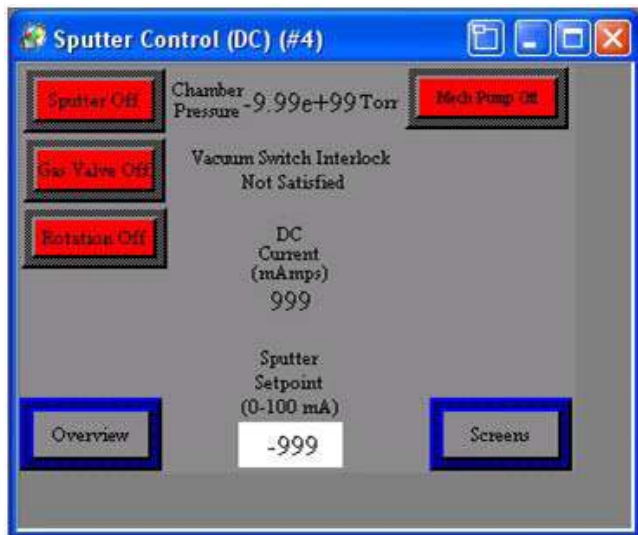 Sputter Control (DC) (#4)
Sputter Off
Chamber
Pressure
-9.99e+99 Torr
Mech Pump Off
Gas Valve Off
Vacuum Switch Interlock
Not Satisfied
Rotation Off
DC
Current
(mAmps)
999
Sputter
Setpoint
(0-100 mA)
-999
Overview
Screens